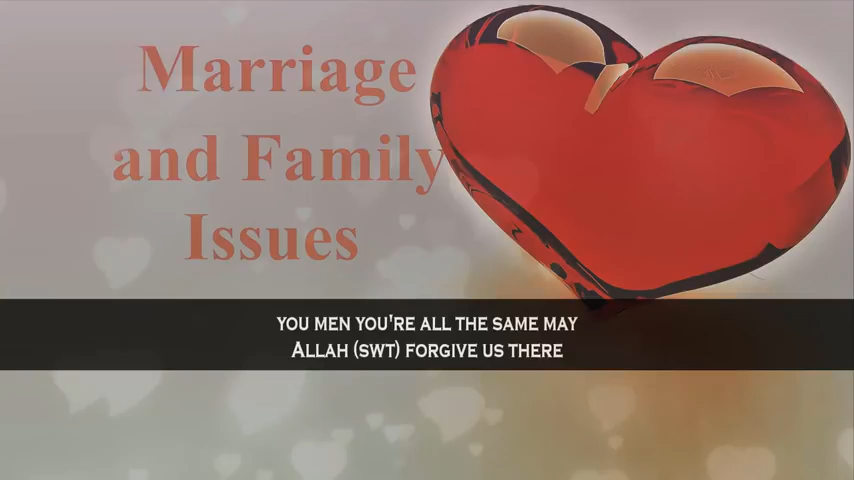 Marriage
and Family
Issues
YOU MEN YOU'RE ALL THE SAME MAY
ALLAH (SWT) FORGIVE US THERE